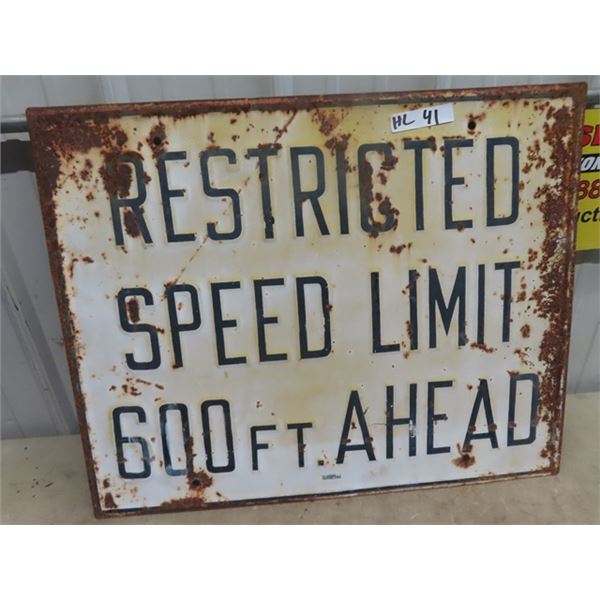 HL 41
RESTRICTED
SPEED LIMIT
600 FT. AHEAD